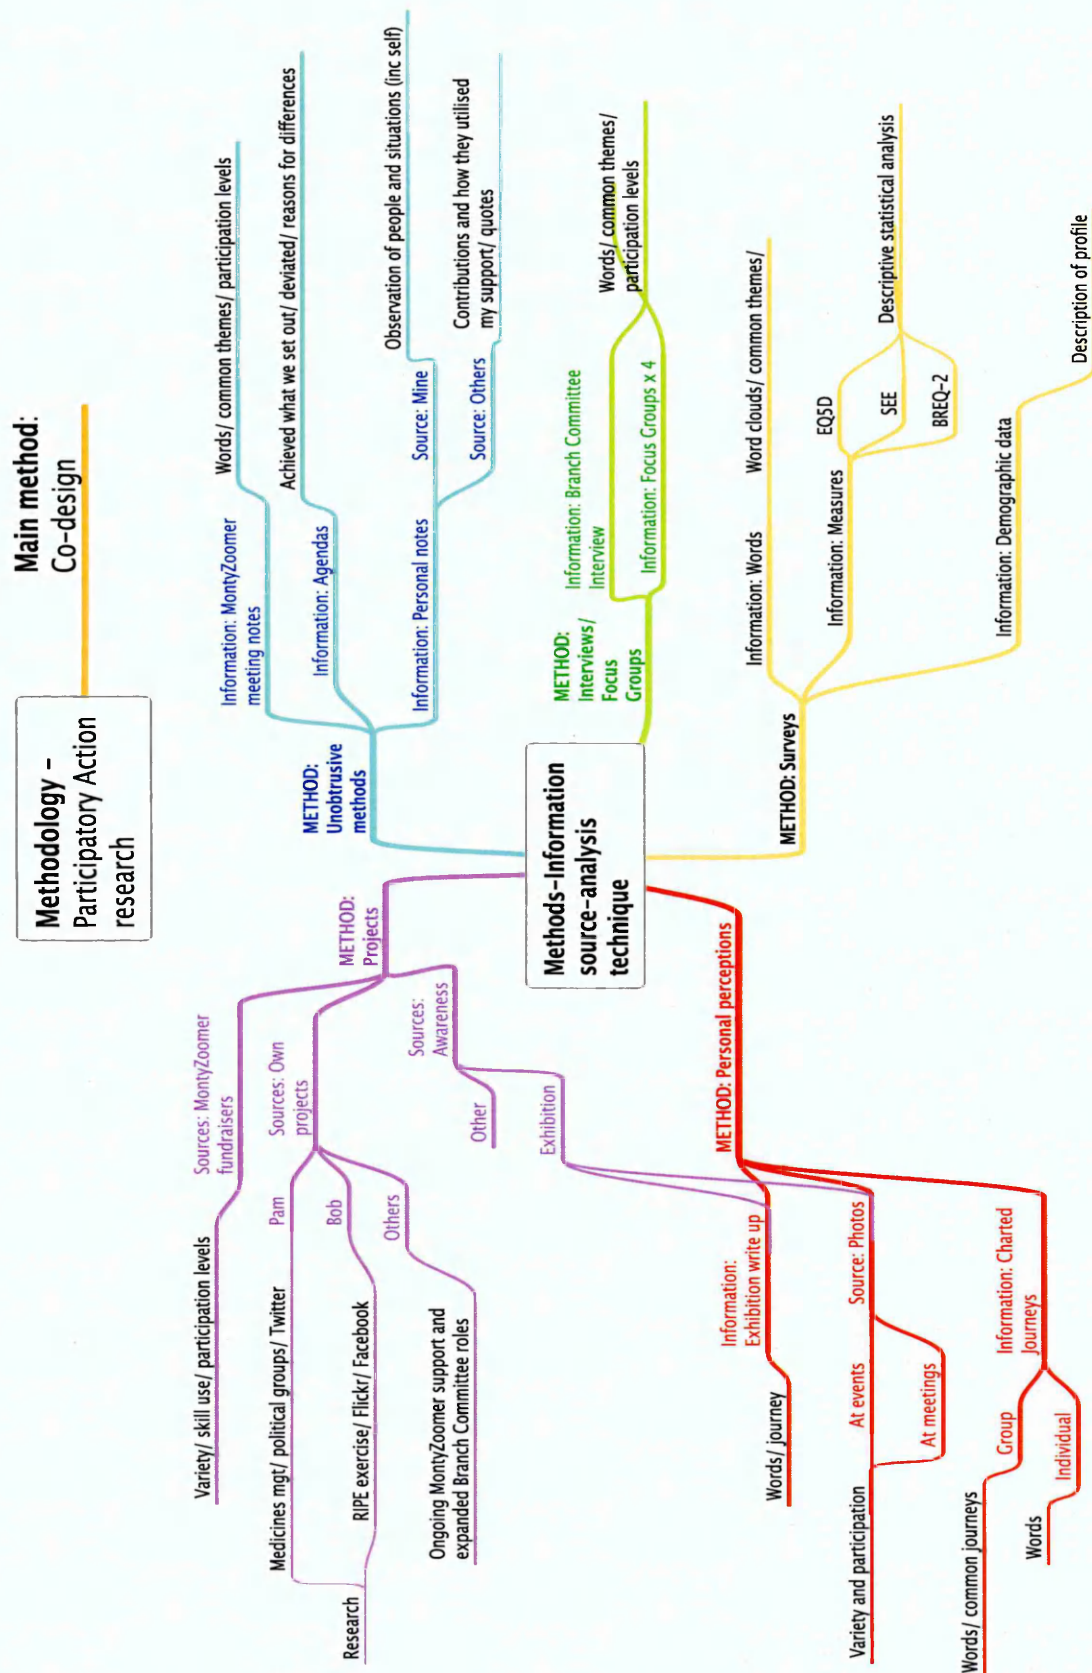 Methodology –
Participatory Action
research
Main method:
Co-design
Methods–Information
source–analysis
technique
METHOD:
Projects
Sources: MontyZoomer
fundraisers
Variety/ skill use/ participation levels
Sources: Own
projects
Pam
Medicines mgt/ political groups/ Twitter
Bob
RIPE exercise/ Flickr/ Facebook
Research
Others
Ongoing MontyZoomer support and
expanded Branch Committee roles
Sources:
Awareness
Other
Exhibition
METHOD:
Unobtrusive
methods
Information: MontyZoomer
meeting notes
Words/ common themes/ participation levels
Information: Agendas
Achieved what we set out/ deviated/ reasons for differences
Information: Personal notes
Source: Mine
Observation of people and situations (inc self)
Source: Others
Contributions and how they utilised
my support/ quotes
METHOD:
Interviews/
Focus
Groups
Information: Branch Committee
Interview
Information: Focus Groups x 4
Words/ common themes/
participation levels
METHOD: Surveys
Information: Words
Word clouds/ common themes/
Information: Measures
EQ5D
SEE
BREQ-2
Descriptive statistical analysis
Information: Demographic data
Description of profile
METHOD: Personal perceptions
Information:
Exhibition write up
Words/ journey
Source: Photos
At events
At meetings
Variety and participation
Information: Charted
Journeys
Group
Words/ common journeys
Individual
Words